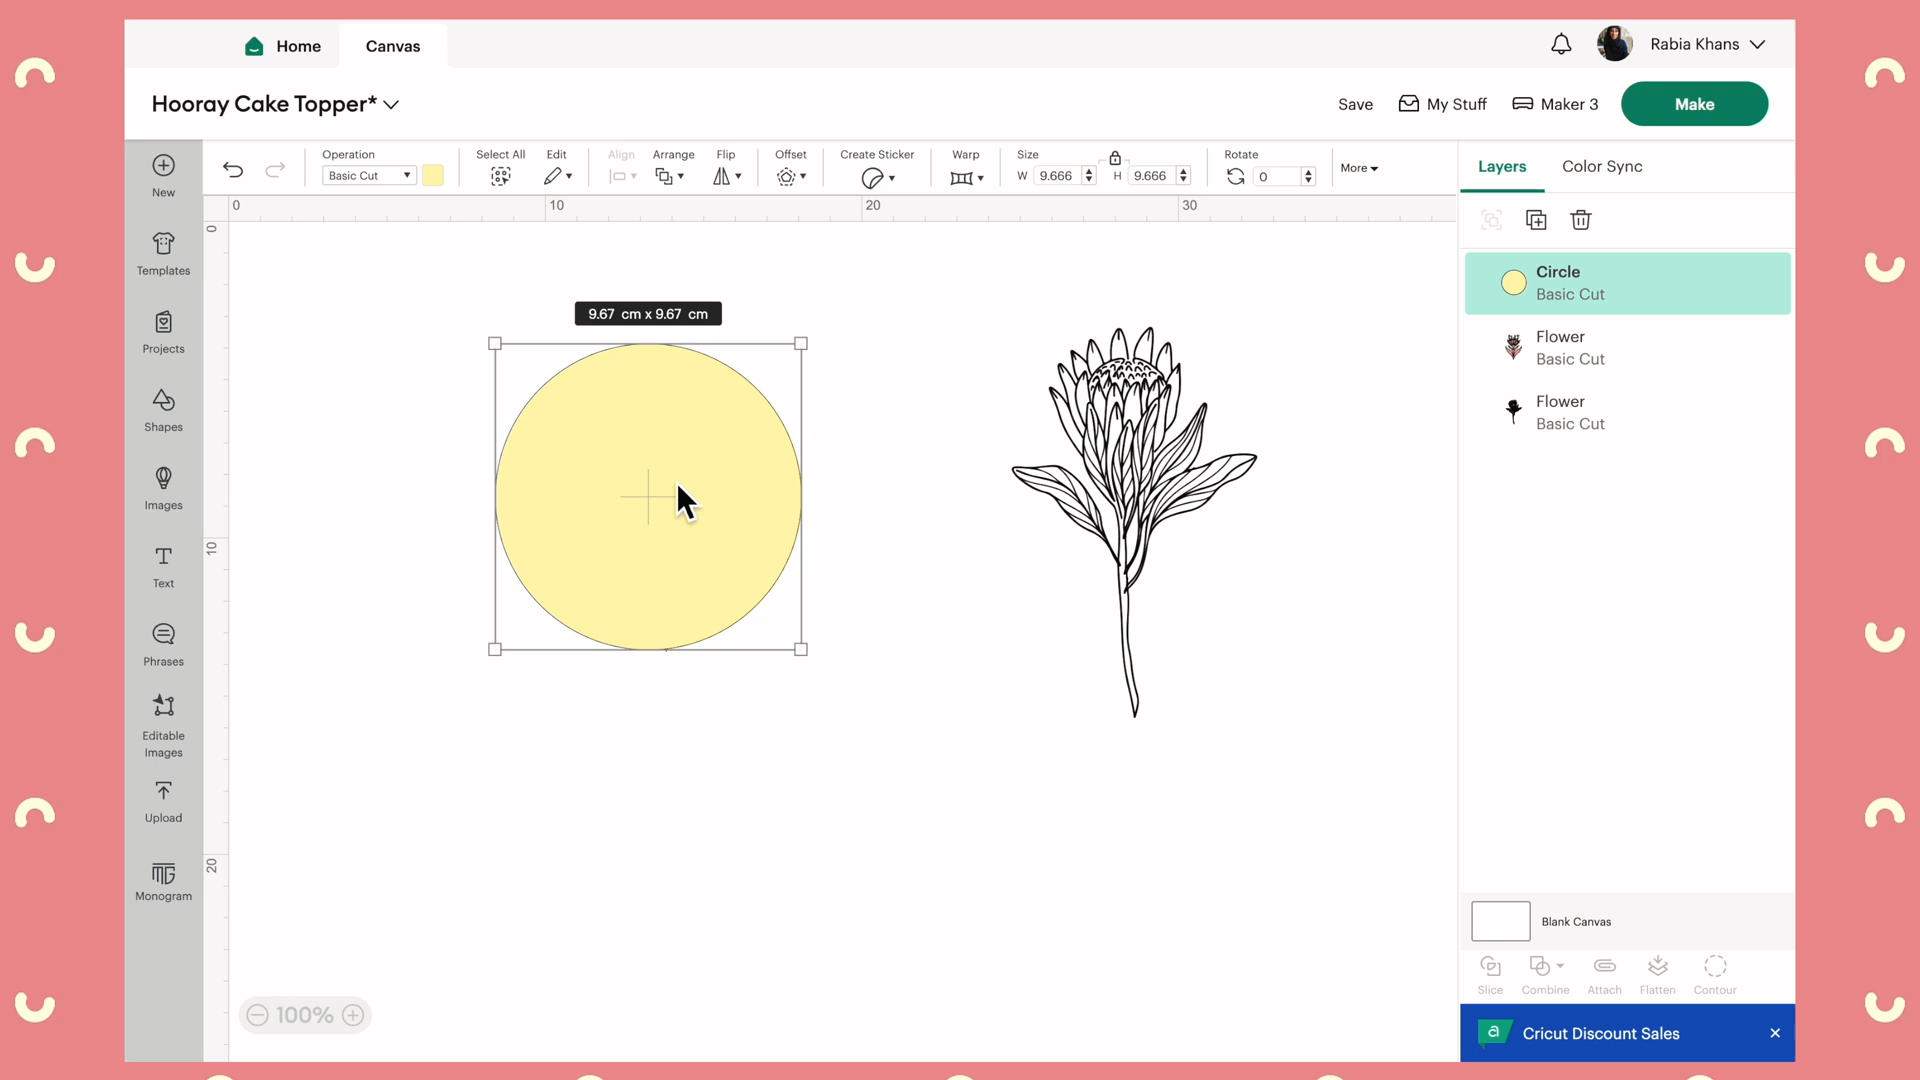 Home
Canvas
Rabia Khans
Hooray Cake Topper*
Save
My Stuff
Maker 3
Make
New
Templates
Projects
Shapes
Images
Text
Phrases
Editable
Images
Upload
Monogram
Operation
Basic Cut
Select All
Edit
Align
Arrange
Flip
Offset
Create Sticker
Warp
Size
W 9.666
H 9.666
Rotate
0
More
0 10 20 30
0
10
20
9.67 cm x 9.67 cm
100%
Layers
Color Sync
Circle
Basic Cut
Flower
Basic Cut
Flower
Basic Cut
Blank Canvas
Slice
Combine
Attach
Flatten
Contour
a Cricut Discount Sales